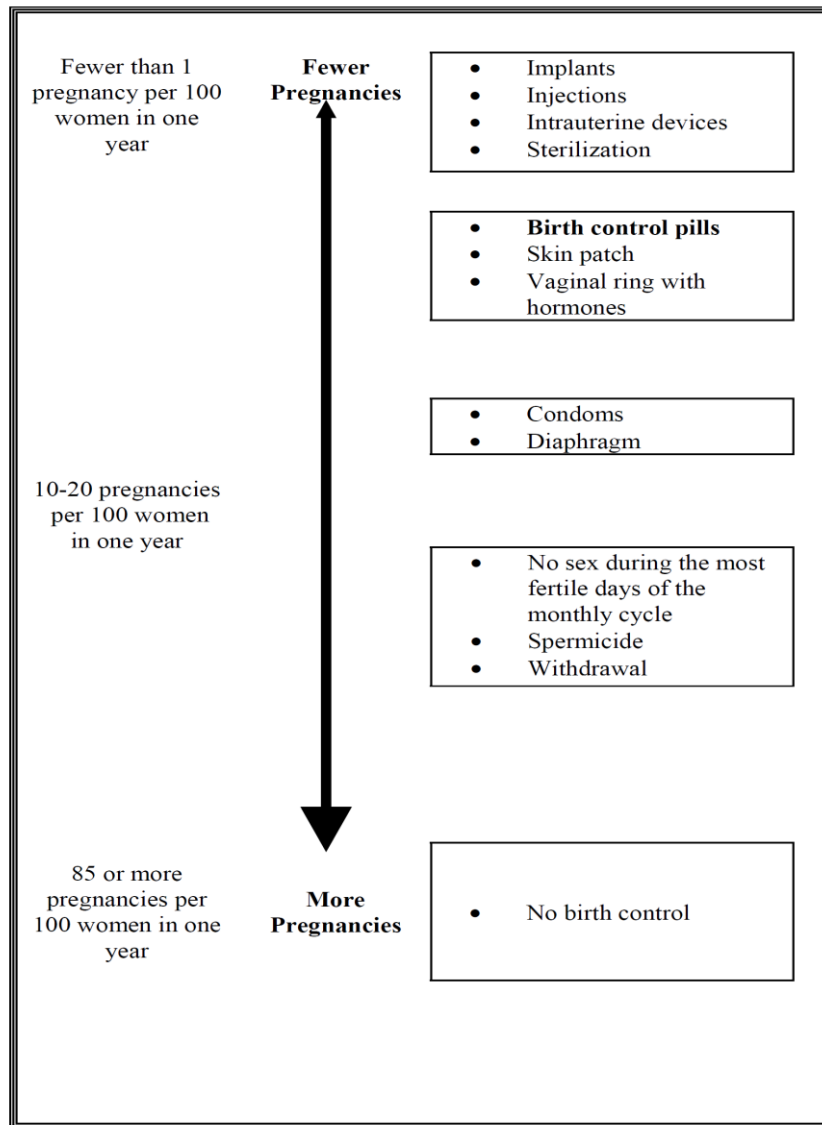 Fewer than 1
pregnancy per 100
women in one
year
Fewer
Pregnancies
• Implants
• Injections
• Intrauterine devices
• Sterilization
• Birth control pills
• Skin patch
• Vaginal ring with
hormones
• Condoms
• Diaphragm
10-20 pregnancies
per 100 women
in one year
• No sex during the most
fertile days of the
monthly cycle
• Spermicide
• Withdrawal
85 or more
pregnancies per
100 women in one
year
More
Pregnancies
• No birth control